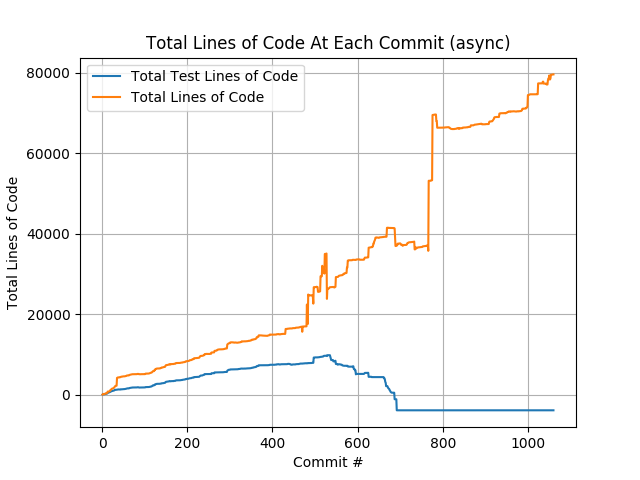 Total Lines of Code At Each Commit (async)
Total Test Lines of Code
Total Lines of Code
80000
60000
40000
20000
0
Total Lines of Code
0 200 400 600 800 1000
Commit #